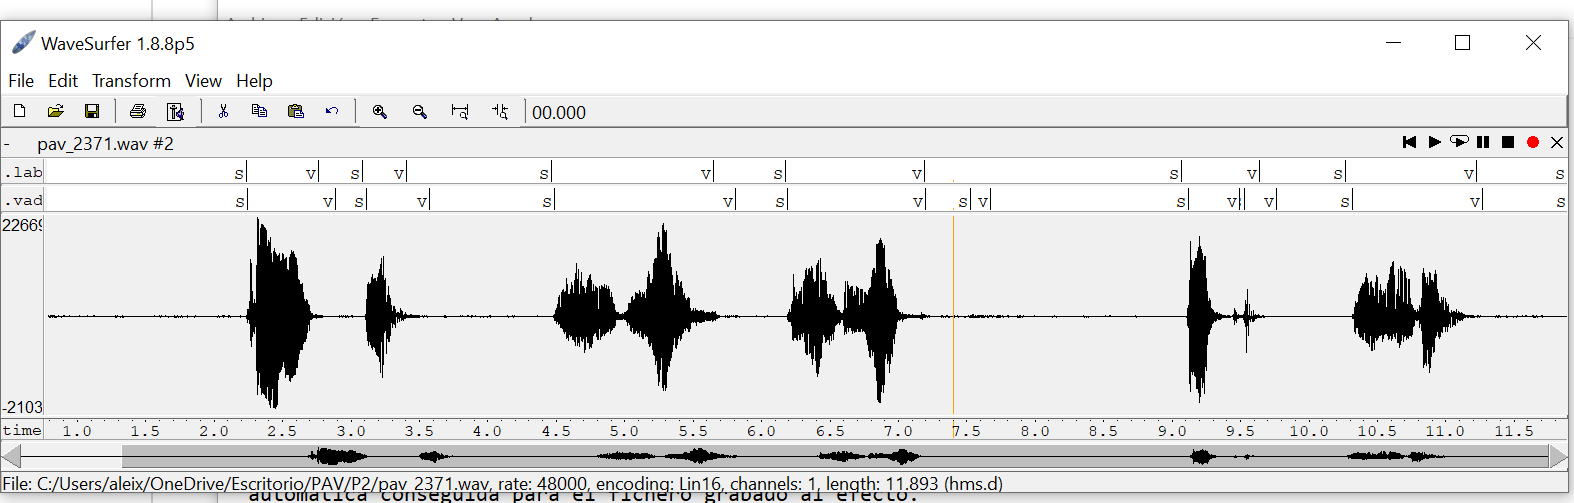 WaveSurfer 1.8.8p5
File Edit Transform View Help
00.000
- pav_2371.wav #2
.lab s v s v s v s v s v s v s
.vad s v s v s v s v s v s v v s v s
22669
-2103
time 1.0 1.5 2.0 2.5 3.0 3.5 4.0 4.5 5.0 5.5 6.0 6.5 7.0 7.5 8.0 8.5 9.0 9.5 10.0 10.5 11.0 11.5
File: C:/Users/aleix/OneDrive/Escritorio/PAV/P2/pav_2371.wav, rate: 48000, encoding: Lin16, channels: 1, length: 11.893 (hms.d)
automática conseguida para el fichero grabado al efecto.